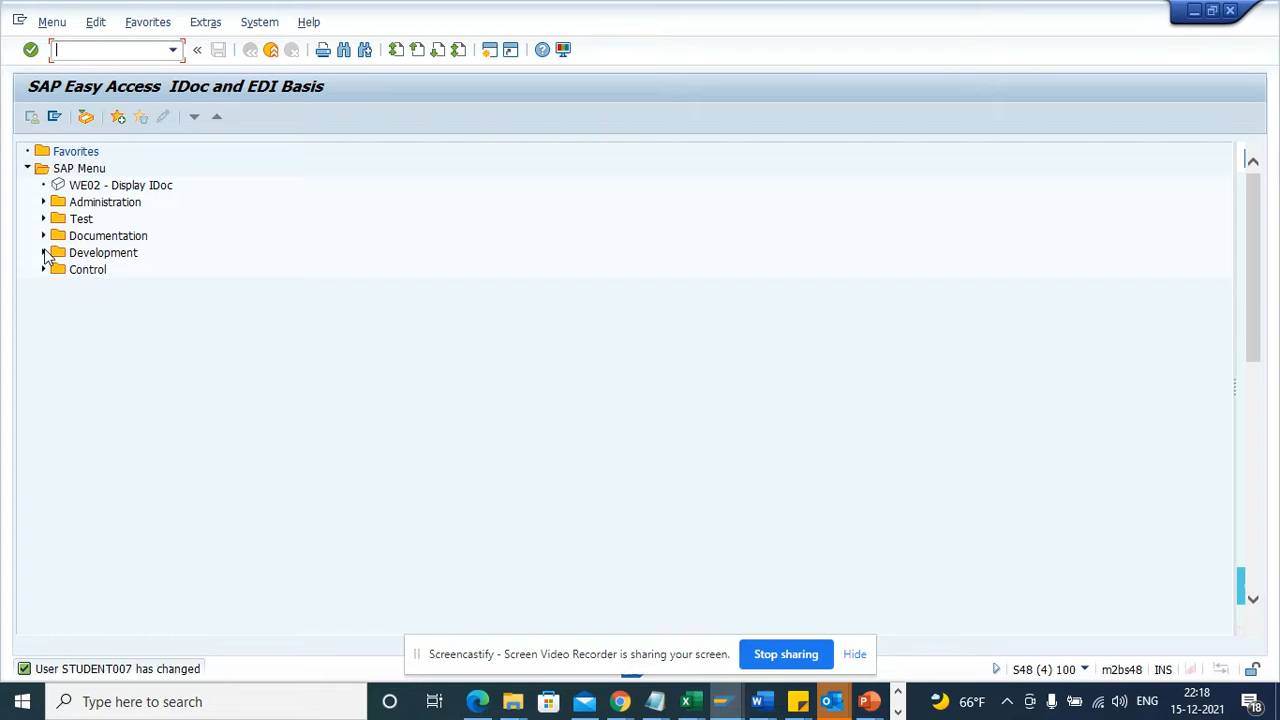 Menu Edit Favorites Extras System Help
SAP Easy Access IDoc and EDI Basis
Favorites
SAP Menu
WE02 - Display IDoc
Administration
Test
Documentation
Development
Control
Screencastify - Screen Video Recorder is sharing your screen. Stop sharing Hide
User STUDENT007 has changed
S48 (4) 100 m2bs48 INS
Type here to search
66°F ENG
22:18
15-12-2021
18